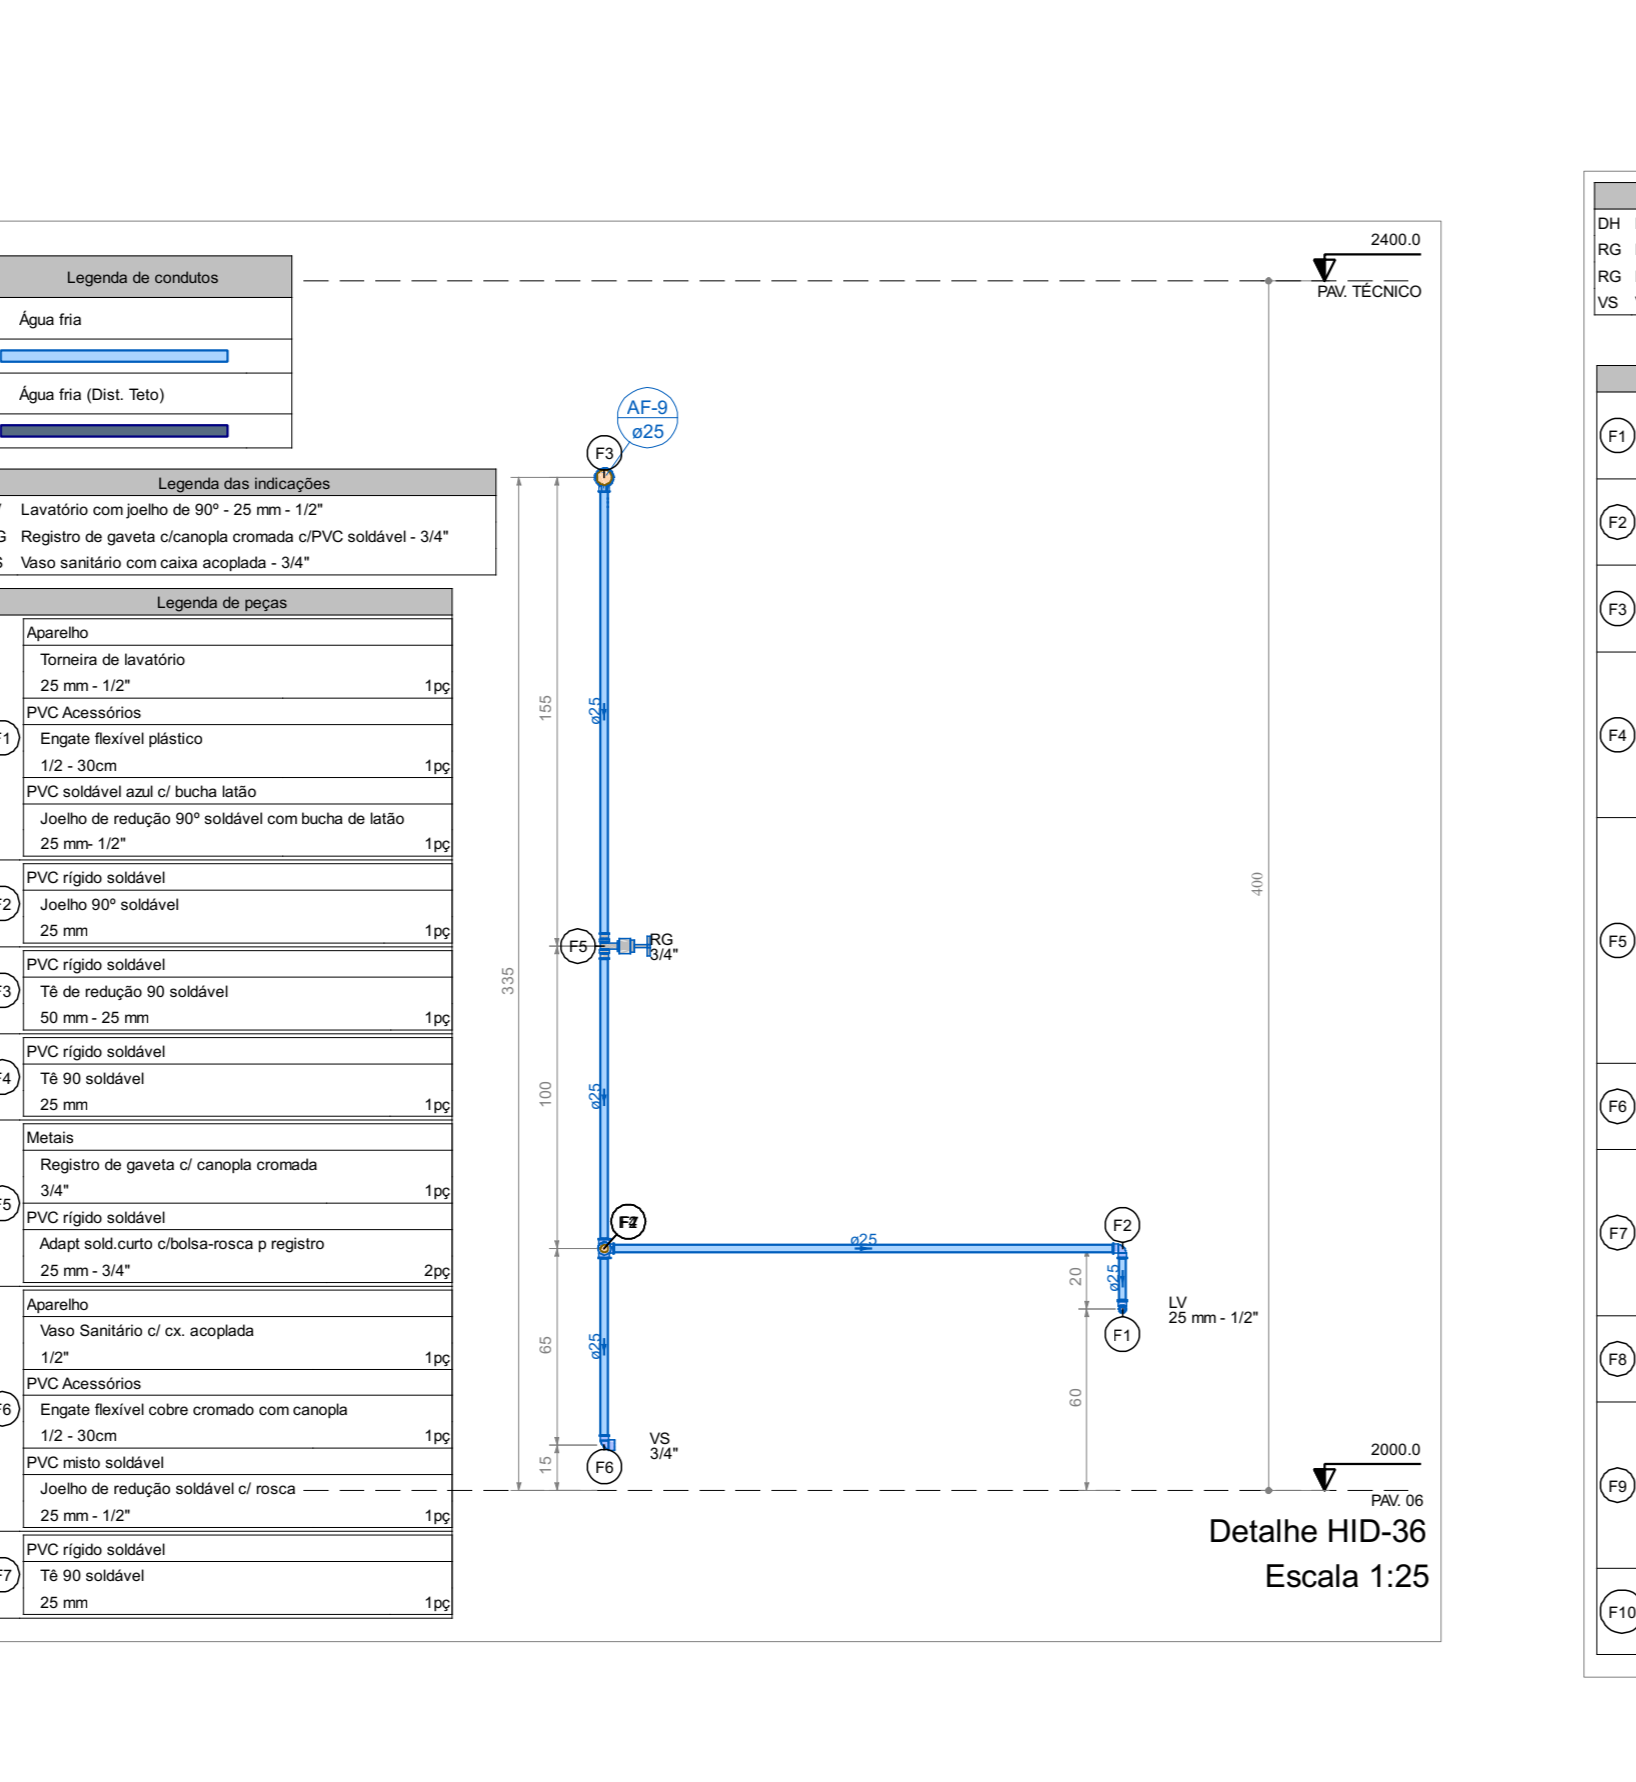 Legenda de condutos
Água fria
Água fria (Dist. Teto)
Legenda das indicações
Lavatório com joelho de 90º - 25 mm - 1/2"
Registro de gaveta c/canopla cromada c/PVC soldável - 3/4"
Vaso sanitário com caixa acoplada - 3/4"
Legenda de peças
Aparelho
Torneira de lavatório
25 mm - 1/2" 1pç
PVC Acessórios
Engate flexível plástico
1/2 - 30cm 1pç
PVC soldável azul c/ bucha latão
Joelho de redução 90º soldável com bucha de latão
25 mm- 1/2" 1pç
PVC rígido soldável
Joelho 90º soldável
25 mm 1pç
PVC rígido soldável
Tê de redução 90 soldável
50 mm - 25 mm 1pç
PVC rígido soldável
Tê 90 soldável
25 mm 1pç
Metais
Registro de gaveta c/ canopla cromada
3/4" 1pç
PVC rígido soldável
Adapt sold.curto c/bolsa-rosca p registro
25 mm - 3/4" 2pç
Aparelho
Vaso Sanitário c/ cx. acoplada
1/2" 1pç
PVC Acessórios
Engate flexível cobre cromado com canopla
1/2 - 30cm 1pç
PVC misto soldável
Joelho de redução soldável c/ rosca
25 mm - 1/2" 1pç
PVC rígido soldável
Tê 90 soldável
25 mm 1pç
2400.0
PAV. TÉCNICO
AF-9
ø25
F3
155
ø25
335
F5
RG
3/4"
400
100
ø25
ø25
F2
20
ø25
LV
25 mm - 1/2"
F1
65
ø25
60
VS
3/4"
15
F6
2000.0
PAV. 06
Detalhe HID-36
Escala 1:25
DH
RG
RG
VS
F1
F2
F3
F4
F5
F6
F7
F8
F9
F10